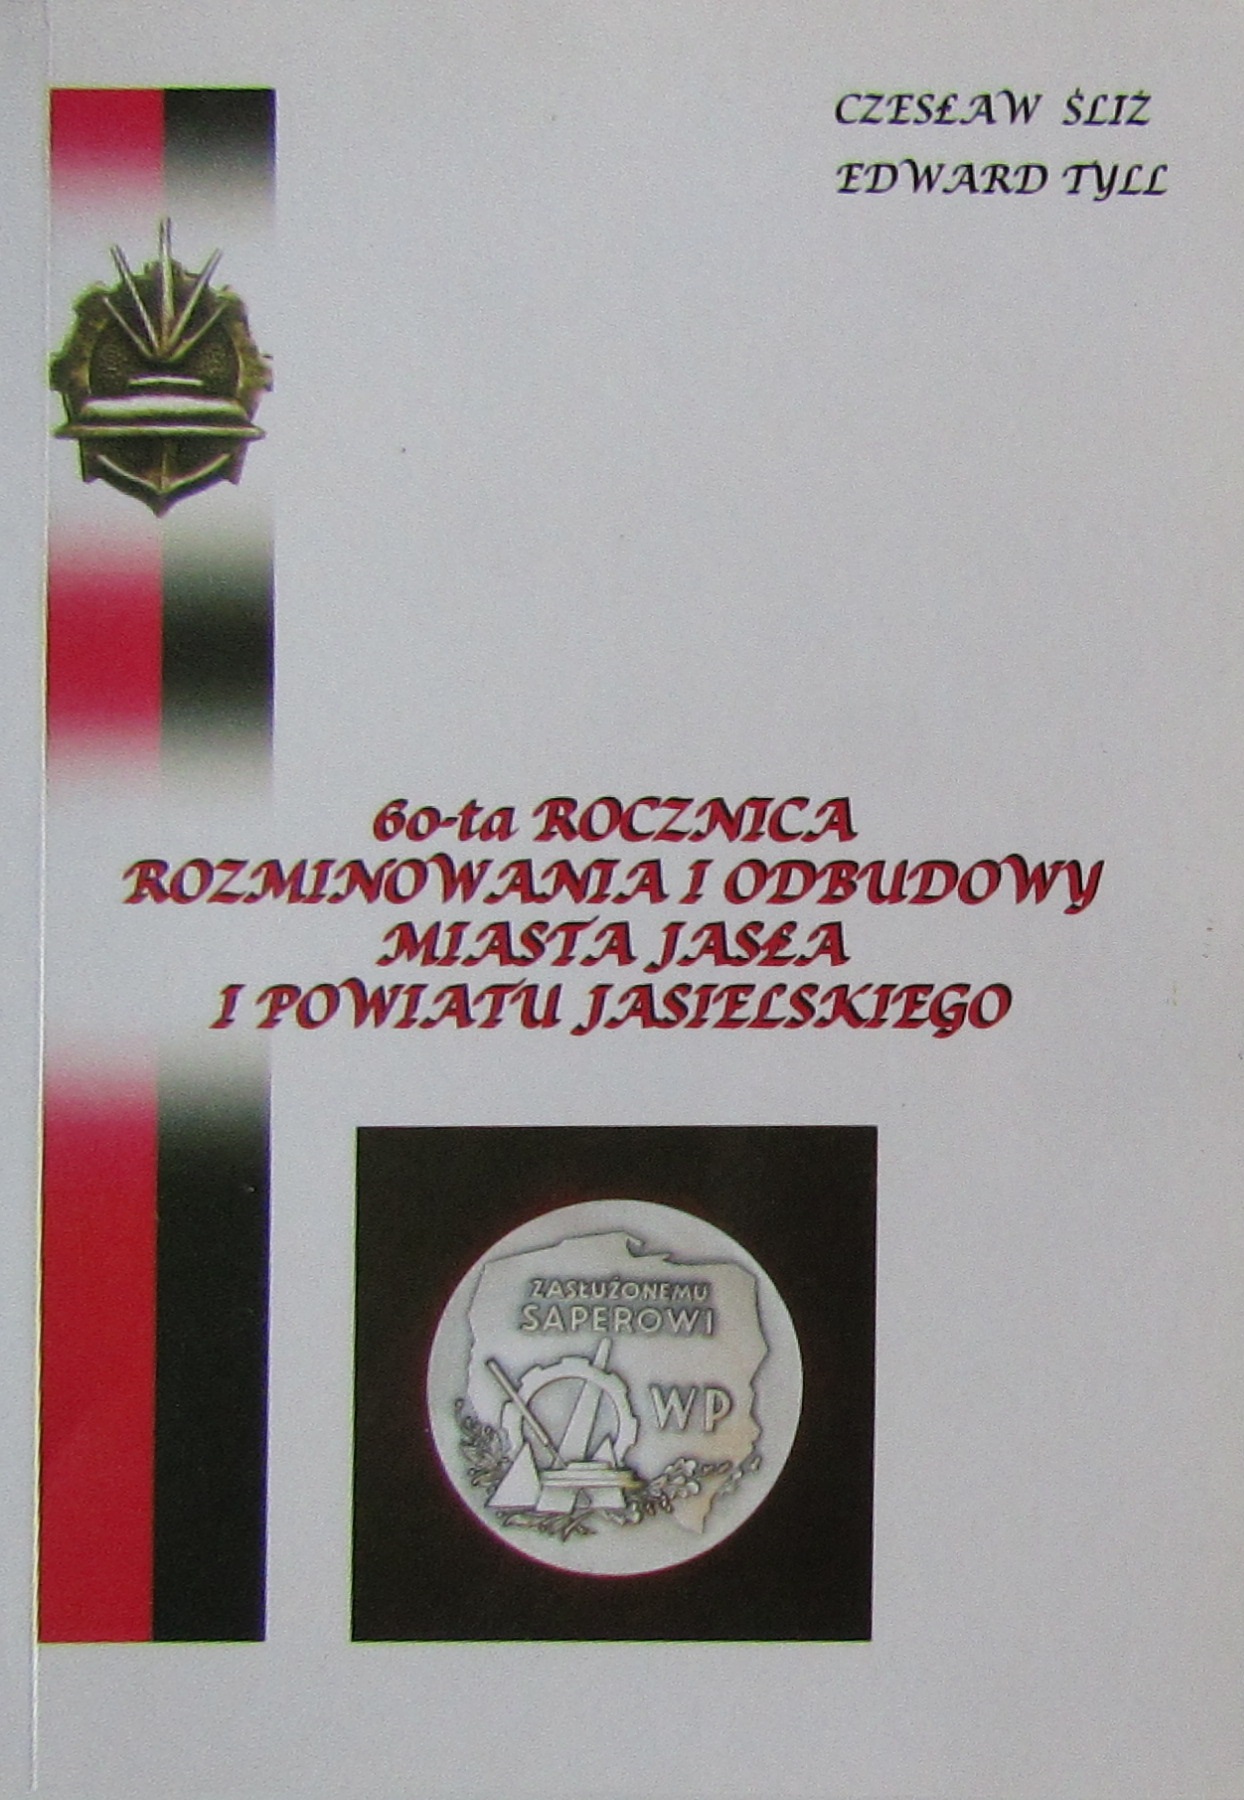 CZESŁAW ŚLIŻ
EDWARD TYLL
60-ta ROCZNICA
ROZMINOWANIA I ODBUDOWY
MIASTA JASŁA
I POWIATU JASIELSKIEGO
ZASŁUŻONEMU
SAPEROWI
WP